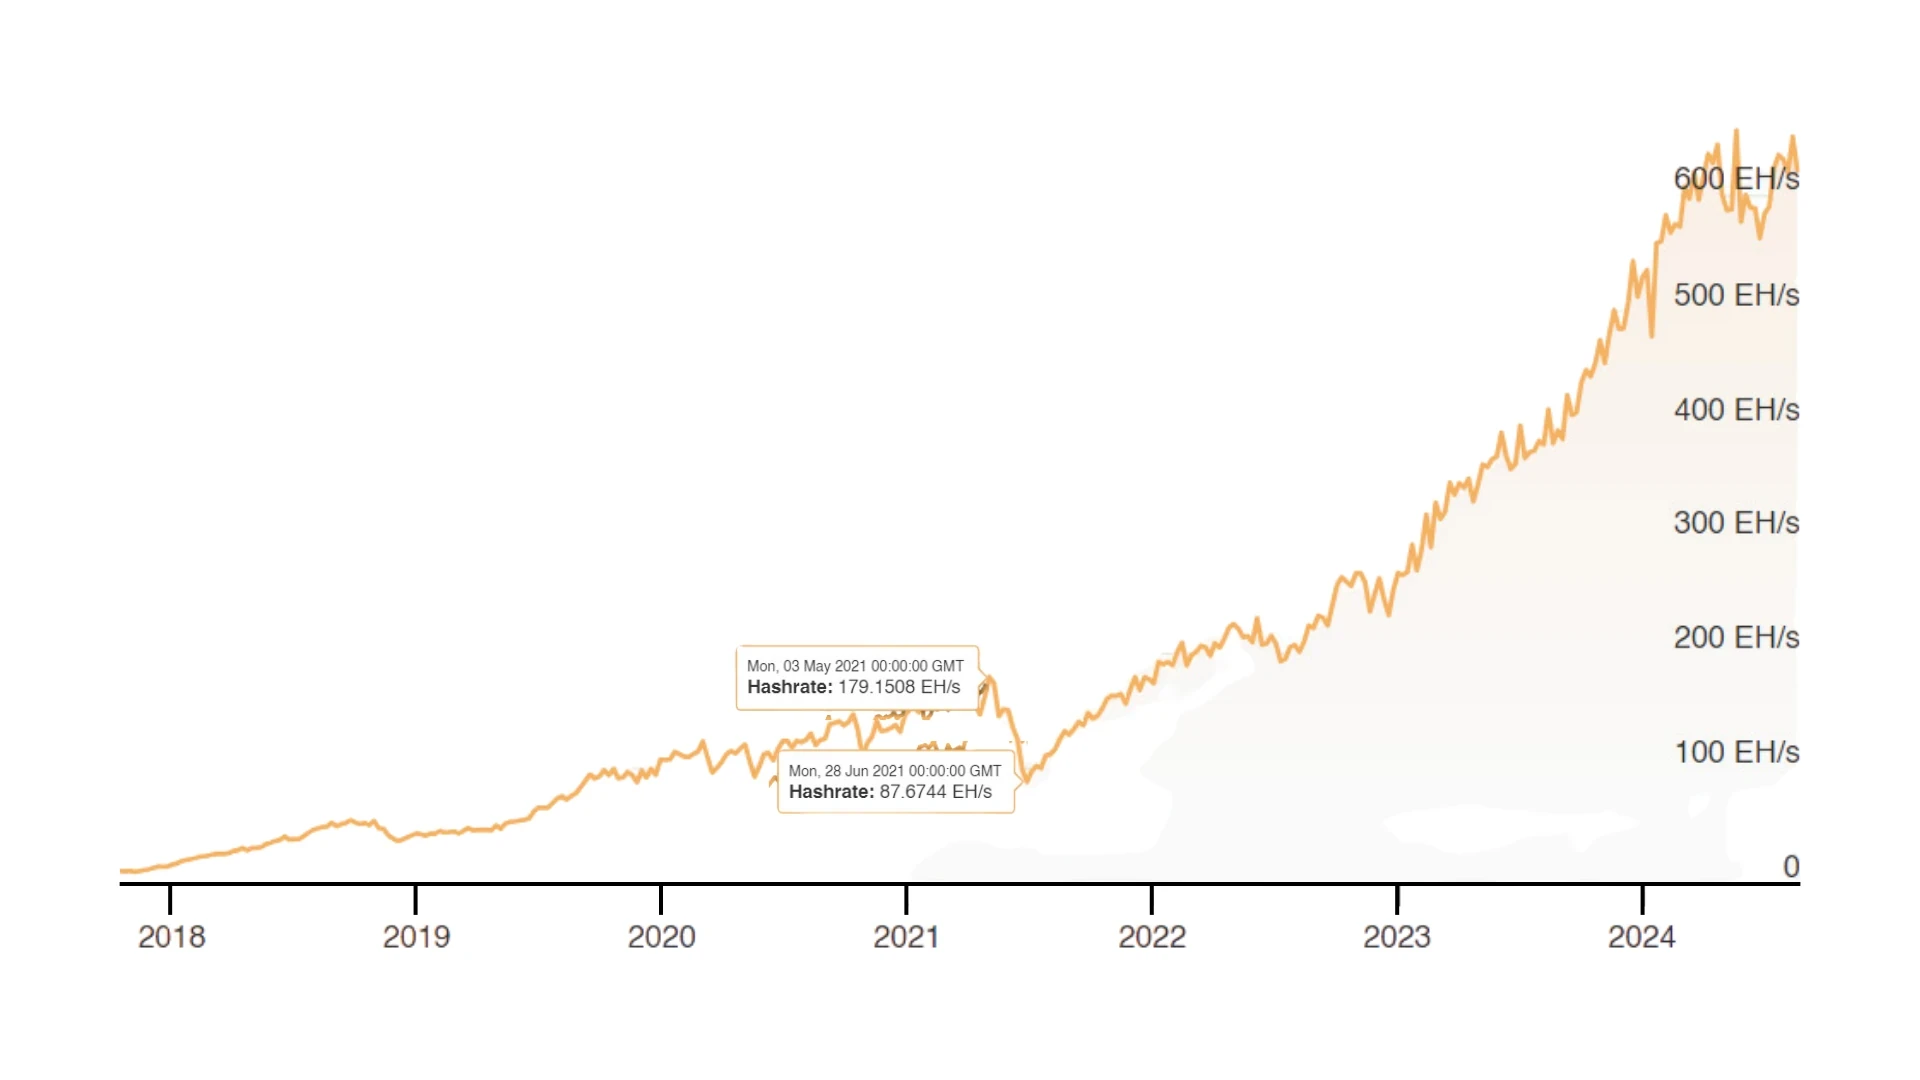 600 EH/s
500 EH/s
400 EH/s
300 EH/s
Mon, 03 May 2021 00:00:00 GMT
Hashrate: 179.1508 EH/s
200 EH/s
100 EH/s
Mon, 28 Jun 2021 00:00:00 GMT
Hashrate: 87.6744 EH/s
0
2018 2019 2020 2021 2022 2023 2024